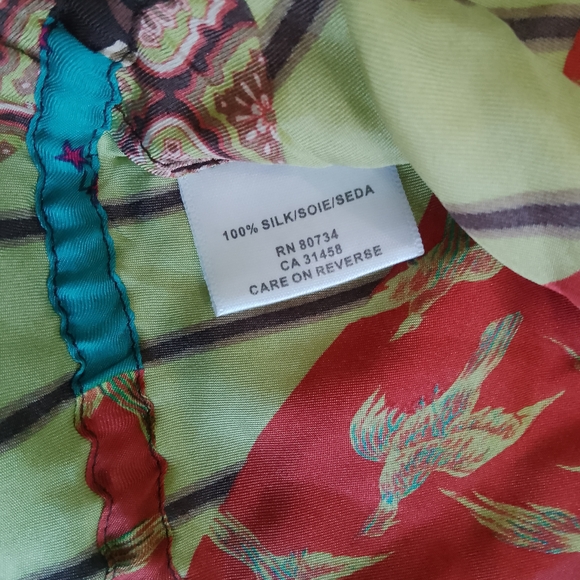 100% SILK/SOIE/SEDA
RN 80734
CA 31458
CARE ON REVERSE